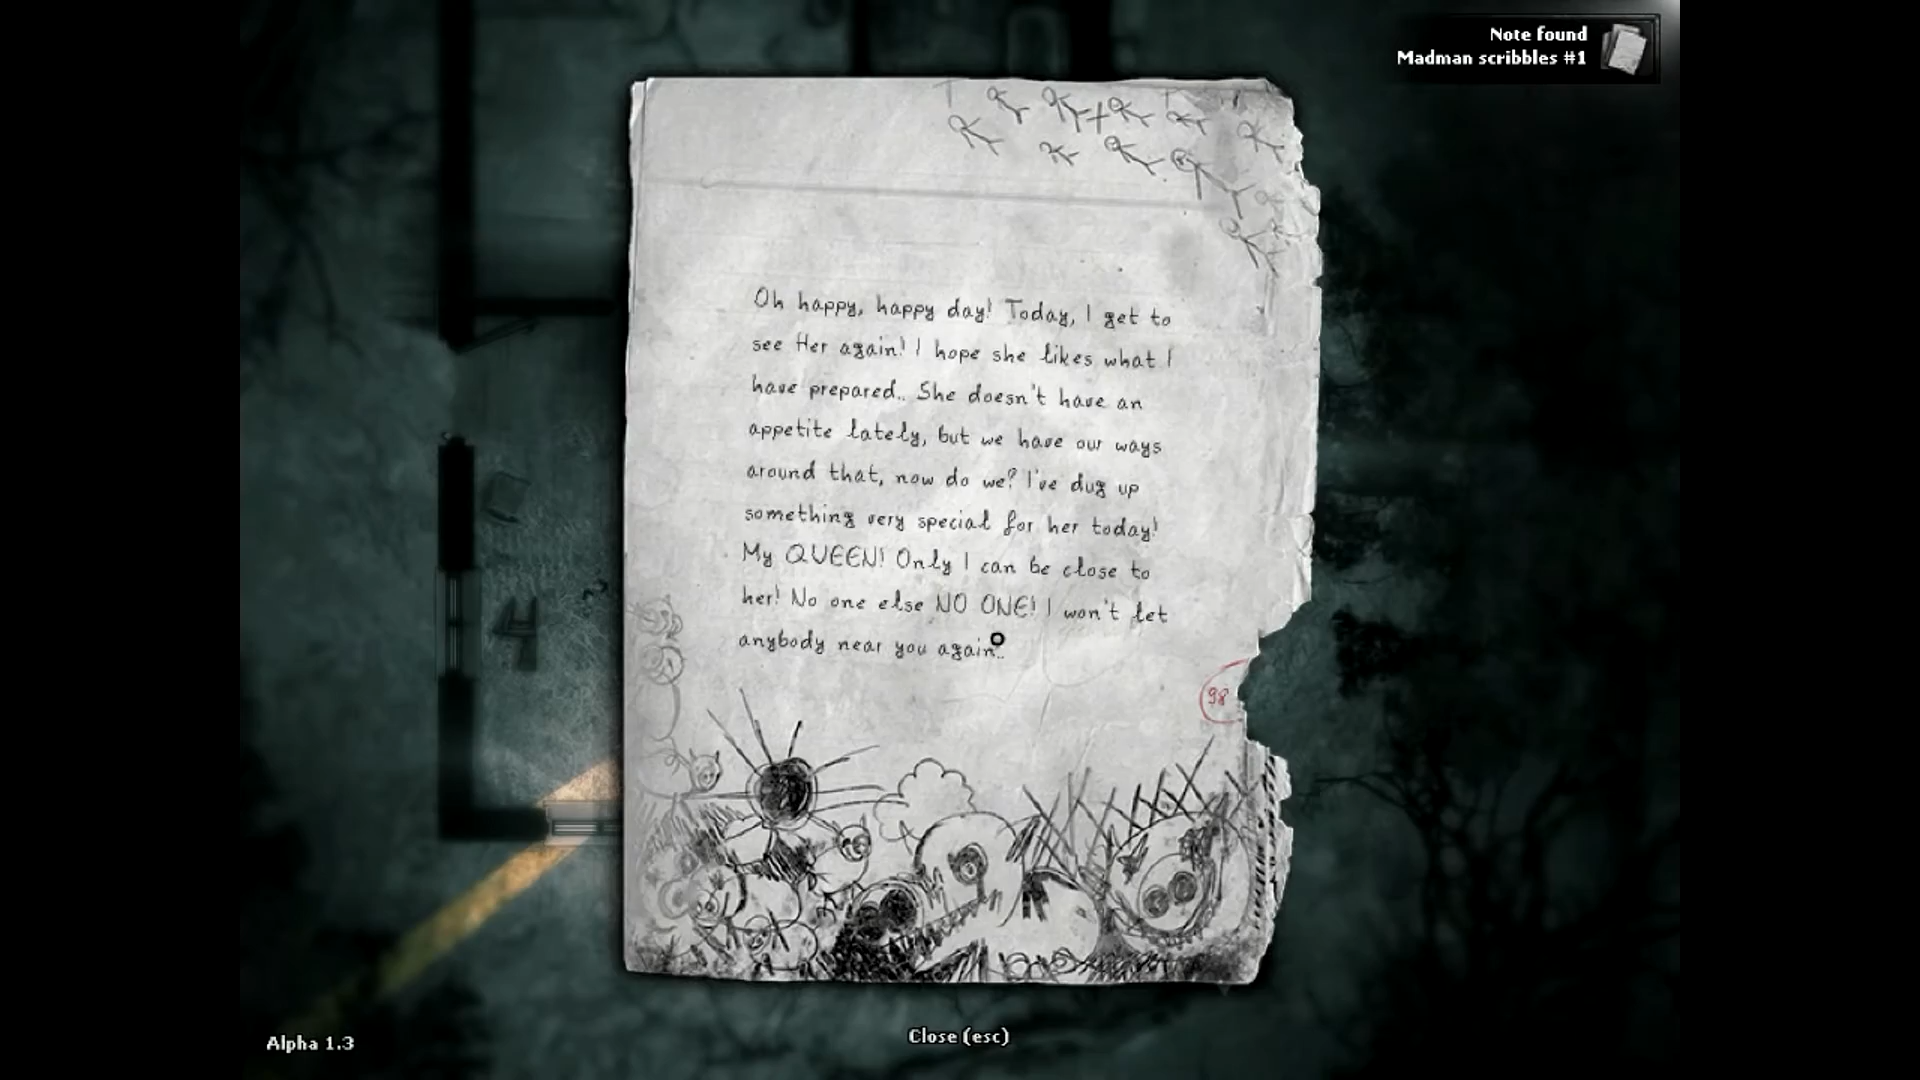 Note found
Madman scribbles #1
Oh happy, happy day! Today, I get to
see Her again! I hope she likes what I
have prepared.. She doesn't have an
appetite lately, but we have our ways
around that, now do we? I've dug up
something very special for her today!
My QUEEN! Only I can be close to
her! No one else NO ONE! I won't let
anybody near you again..
98
4
Alpha 1.3
Close (esc)